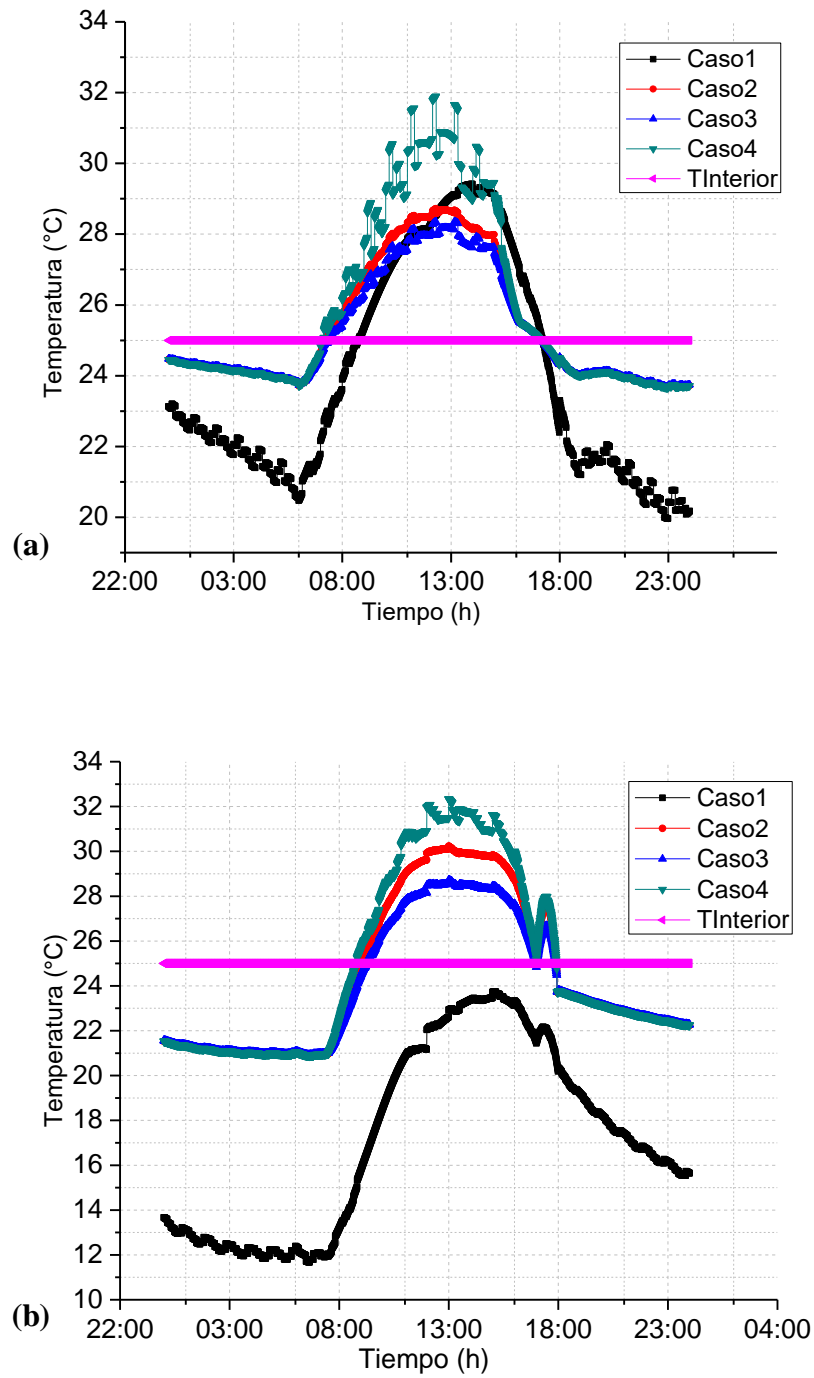 34
32
30
28
26
24
22
20
Temperatura (°C)
Caso1
Caso2
Caso3
Caso4
TInterior
(a)
22:00 03:00 08:00 13:00 18:00 23:00
Tiempo (h)
34
32
30
28
26
24
22
20
18
16
14
12
10
Temperatura (°C)
Caso1
Caso2
Caso3
Caso4
TInterior
(b)
22:00 03:00 08:00 13:00 18:00 23:00 04:00
Tiempo (h)